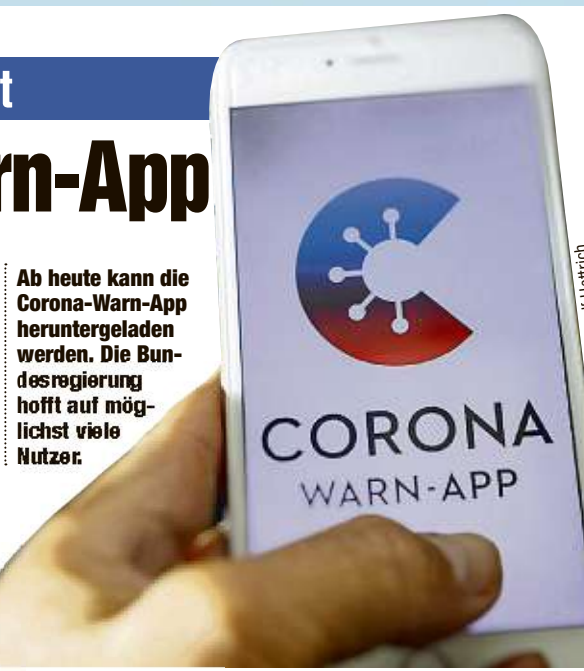 t
rn-App
Ab heute kann die
Corona-Warn-App
heruntergeladen
werden. Die Bun-
desregierung
hofft auf mög-
lichst viele
Nutzer.
CORONA
WARN-APP